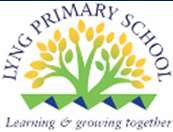 LYNG PRIMARY SCHOOL
Learning & growing together